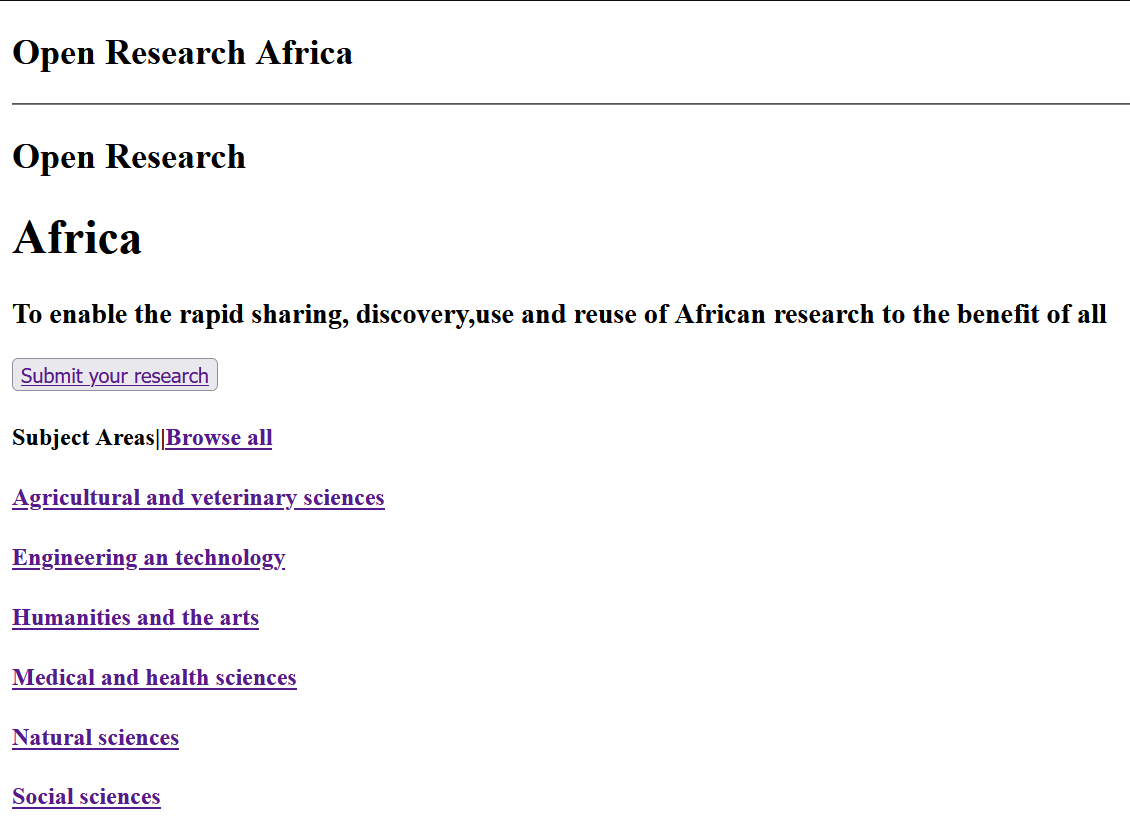 Open Research Africa
Open Research
Africa
To enable the rapid sharing, discovery,use and reuse of African research to the benefit of all
Submit your research
Subject Areas||Browse all
Agricultural and veterinary sciences
Engineering an technology
Humanities and the arts
Medical and health sciences
Natural sciences
Social sciences